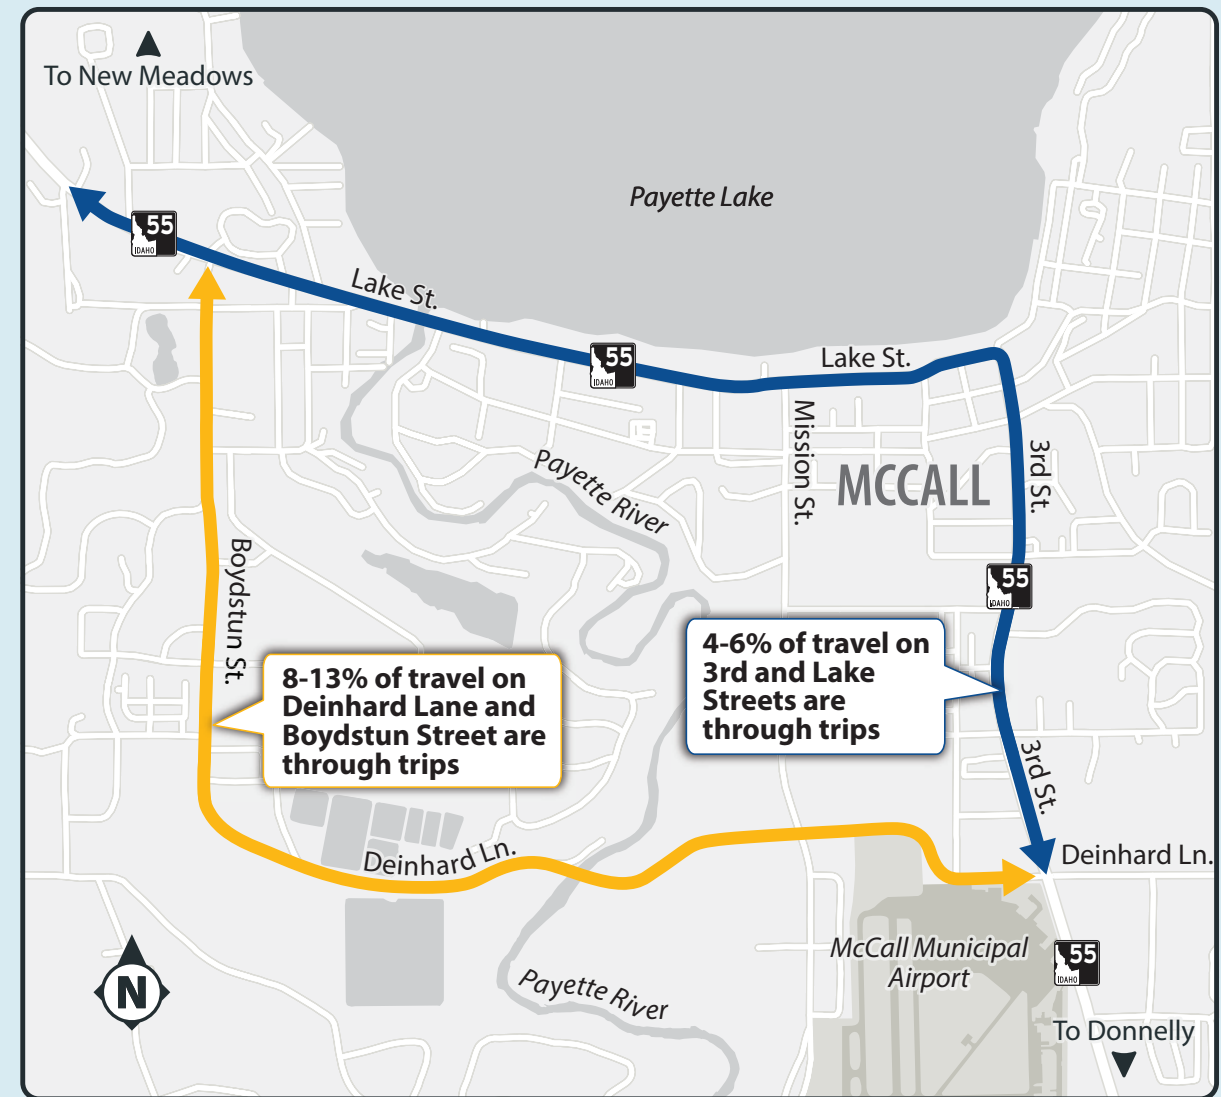 To New Meadows
Payette Lake
55
IDAHO
Lake St.
55
IDAHO
Lake St.
Mission St.
MCCALL
3rd St.
Payette River
Boydstun St.
55
IDAHO
8-13% of travel on
Deinhard Lane and
Boydstun Street are
through trips
4-6% of travel on
3rd and Lake
Streets are
through trips
3rd St.
Deinhard Ln.
Deinhard Ln.
McCall Municipal
Airport
55
IDAHO
N
Payette River
To Donnelly